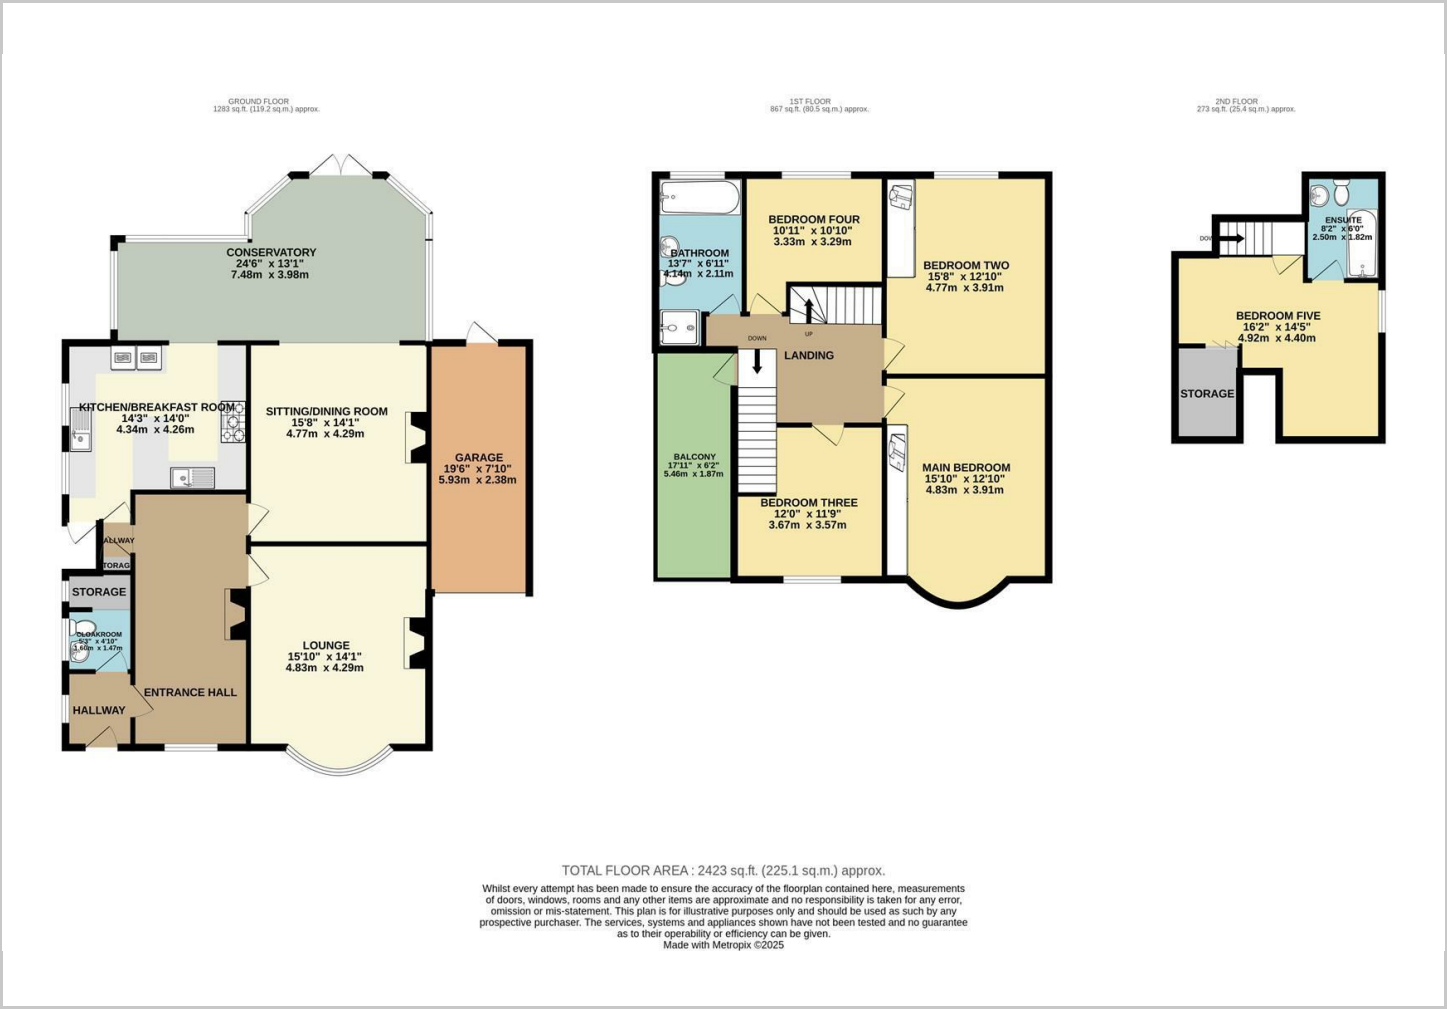 GROUND FLOOR
1283 sq.ft. (119.2 sq.m.) approx.
CONSERVATORY
24'6" x 13'1"
7.48m x 3.98m
KITCHEN/BREAKFAST ROOM
14'3" x 14'0"
4.34m x 4.26m
SITTING/DINING ROOM
15'8" x 14'1"
4.77m x 4.29m
GARAGE
19'6" x 7'10"
5.93m x 2.38m
ALLWAY
TORAG
STORAGE
CLOAKROOM
5'3" x 4'10"
1.60m x 1.47m
LOUNGE
15'10" x 14'1"
4.83m x 4.29m
ENTRANCE HALL
HALLWAY
1ST FLOOR
867 sq.ft. (80.5 sq.m.) approx.
BEDROOM FOUR
10'11" x 10'10"
3.33m x 3.29m
BATHROOM
13'7" x 6'11"
4.14m x 2.11m
BEDROOM TWO
15'8" x 12'10"
4.77m x 3.91m
UP
DOWN
LANDING
BALCONY
17'11" x 6'2"
5.46m x 1.87m
MAIN BEDROOM
15'10" x 12'10"
4.83m x 3.91m
BEDROOM THREE
12'0" x 11'9"
3.67m x 3.57m
2ND FLOOR
273 sq.ft. (25.4 sq.m.) approx.
ENSUITE
8'2" x 6'0"
2.50m x 1.82m
DOWN
BEDROOM FIVE
16'2" x 14'5"
4.92m x 4.40m
STORAGE
TOTAL FLOOR AREA : 2423 sq.ft. (225.1 sq.m.) approx.
Whilst every attempt has been made to ensure the accuracy of the floorplan contained here, measurements
of doors, windows, rooms and any other items are approximate and no responsibility is taken for any error,
omission or mis-statement. This plan is for illustrative purposes only and should be used as such by any
prospective purchaser. The services, systems and appliances shown have not been tested and no guarantee
as to their operability or efficiency can be given.
Made with Metropix ©2025